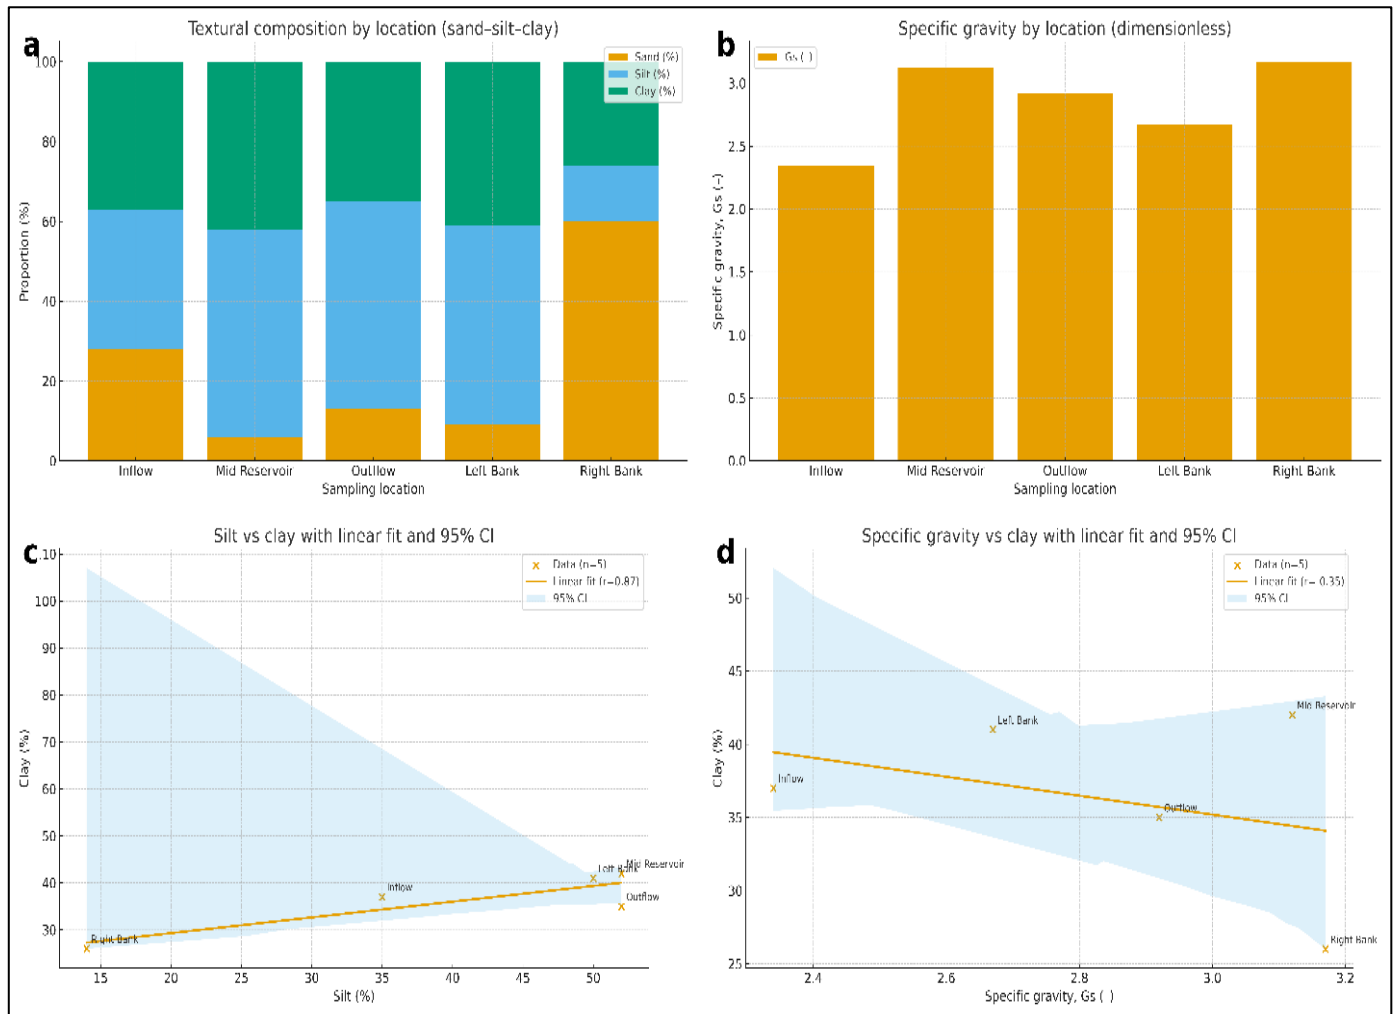 a
Textural composition by location (sand–silt–clay)
Sand (%)
Silt (%)
Clay (%)
100
80
60
40
20
0
Proportion (%)
Inflow Mid Reservoir Outflow Left Bank Right Bank
Sampling location
b
Specific gravity by location (dimensionless)
Gs (–)
3.0
2.5
2.0
1.5
1.0
0.5
0.0
Specific gravity, Gs (–)
Inflow Mid Reservoir Outflow Left Bank Right Bank
Sampling location
c
Silt vs clay with linear fit and 95% CI
Data (n=5)
Linear fit (r=0.87)
95% CI
110
100
90
80
70
60
50
40
30
Clay (%)
Mid Reservoir
Left Bank
Inflow
Outflow
Right Bank
15 20 25 30 35 40 45 50
Silt (%)
d
Specific gravity vs clay with linear fit and 95% CI
Data (n=5)
Linear fit (r=-0.35)
95% CI
50
45
40
35
30
25
Clay (%)
Mid Reservoir
Left Bank
Inflow
Outflow
Right Bank
2.4 2.6 2.8 3.0 3.2
Specific gravity, Gs (–)